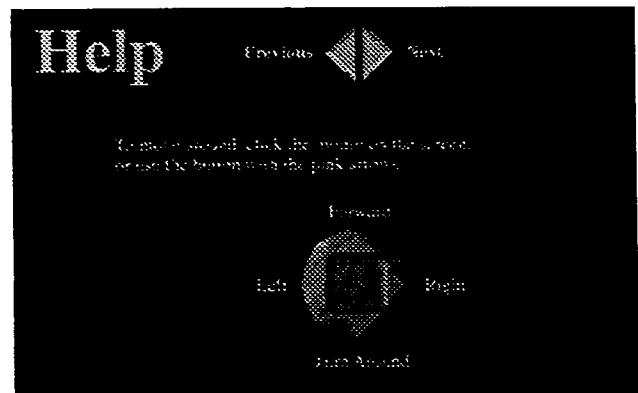 Help
Previous Next
To move around, click the mouse on the screen,
or use the button with the pink arrows.
Forward
Left Right
Turn Around